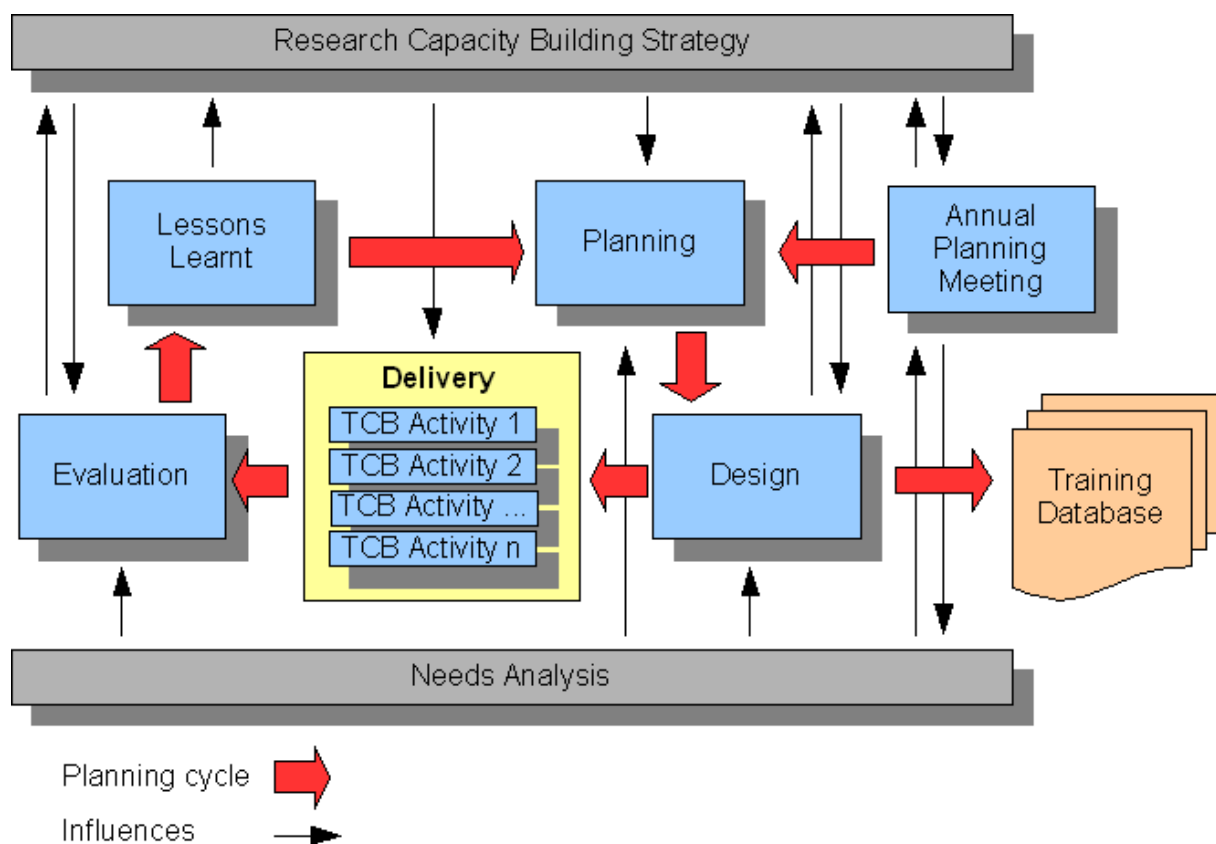 Research Capacity Building Strategy
Lessons
Learnt
Planning
Annual
Planning
Meeting
Delivery
TCB Activity 1
TCB Activity 2
TCB Activity ...
TCB Activity n
Evaluation
Design
Training
Database
Needs Analysis
Planning cycle
Influences